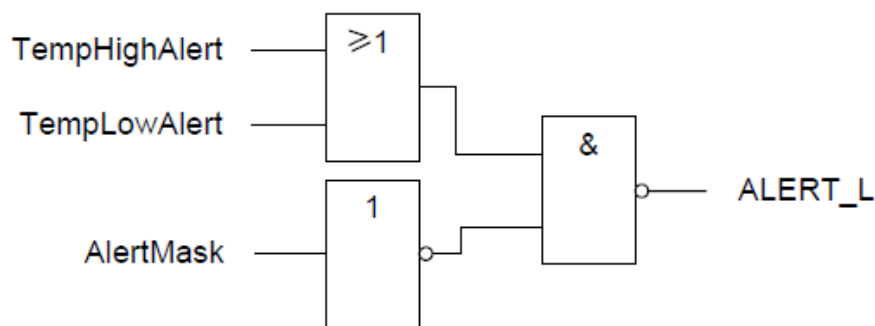 TempHighAlert
≥1
TempLowAlert
&
ALERT_L
1
AlertMask